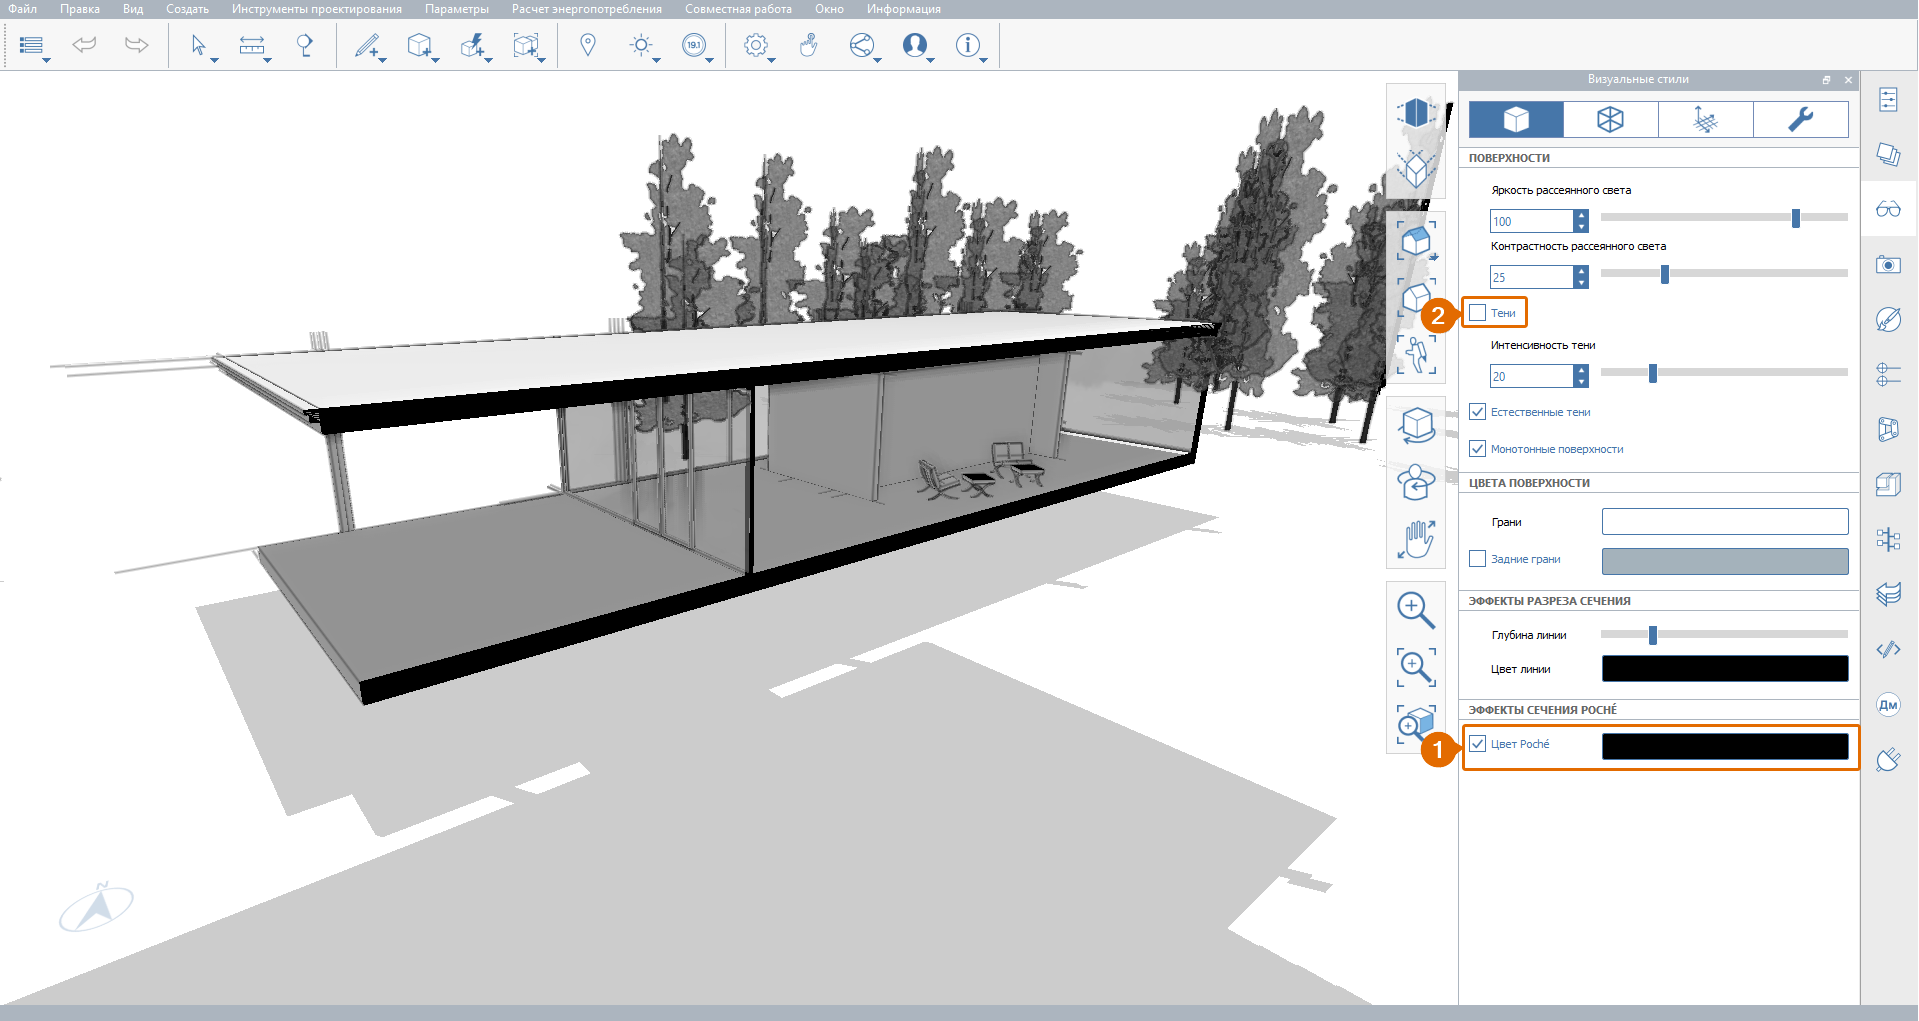 Файл Правка Вид Создать Инструменты проектирования Параметры Расчет энергопотребления Совместная работа Окно Информация
19.1
Визуальные стили
ПОВЕРХНОСТИ
Яркость рассеянного света
100
Контрастность рассеянного света
25
2 Тени
Интенсивность тени
20
Естественные тени
Монотонные поверхности
ЦВЕТА ПОВЕРХНОСТИ
Грани
Задние грани
ЭФФЕКТЫ РАЗРЕЗА СЕЧЕНИЯ
Глубина линии
Цвет линии
ЭФФЕКТЫ СЕЧЕНИЯ POCHÉ
1 Цвет Poché
Дм